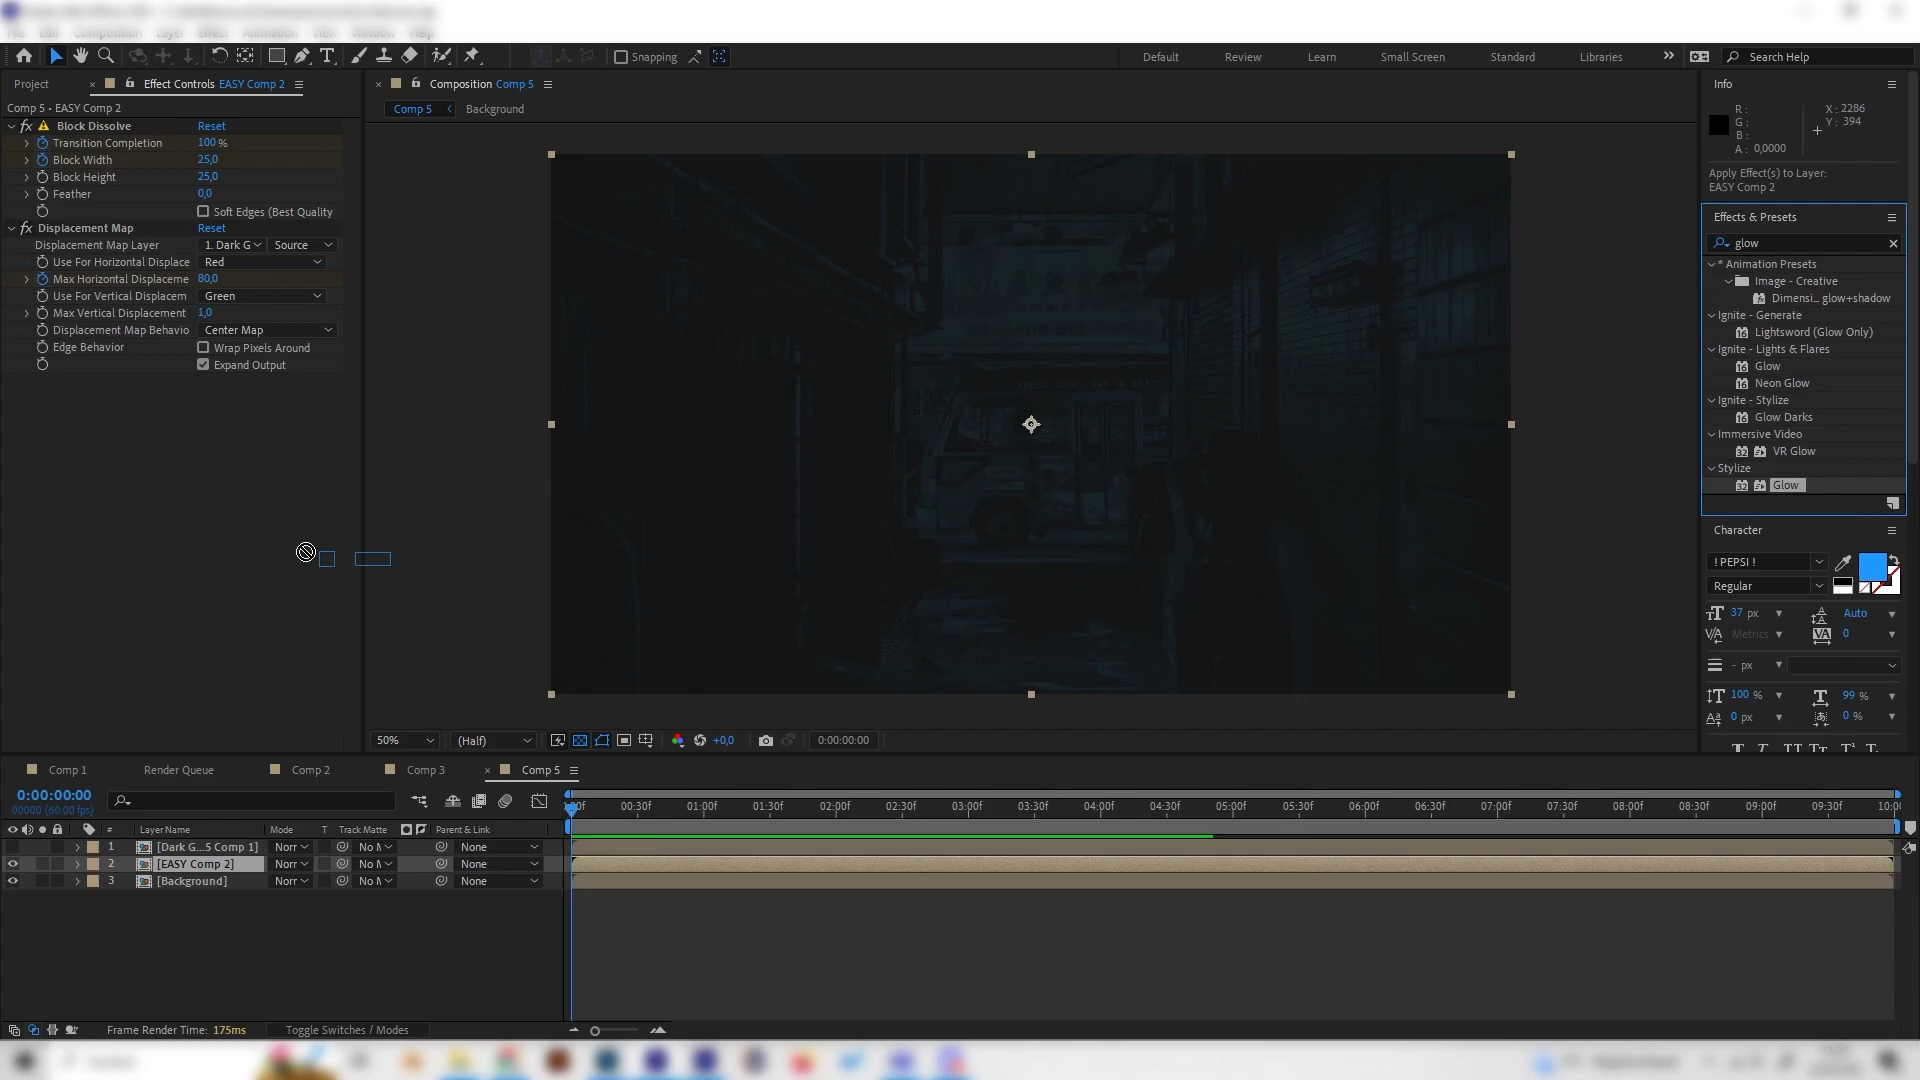 Snapping
Default
Review
Learn
Small Screen
Standard
Libraries
Search Help
Project
Effect Controls EASY Comp 2
Composition Comp 5
Info
Comp 5 • EASY Comp 2
Comp 5
Background
R :
G :
B :
A : 0,0000
X : 2286
Y : 394
Apply Effect(s) to Layer:
EASY Comp 2
fx Block Dissolve Reset
Transition Completion 100 %
Block Width 25,0
Block Height 25,0
Feather 0,0
Soft Edges (Best Quality
fx Displacement Map Reset
Displacement Map Layer 1. Dark G Source
Use For Horizontal Displace Red
Max Horizontal Displaceme 80,0
Use For Vertical Displacem Green
Max Vertical Displacement 1,0
Displacement Map Behavio Center Map
Edge Behavior Wrap Pixels Around
Expand Output
Effects & Presets
glow
* Animation Presets
Image - Creative
Dimensi... glow+shadow
Ignite - Generate
Lightsword (Glow Only)
Ignite - Lights & Flares
Glow
Neon Glow
Ignite - Stylize
Glow Darks
Immersive Video
VR Glow
Stylize
Glow
Character
! PEPSI !
Regular
37 px
Auto
Metrics
0
- px
100 %
99 %
0 px
0 %
50%
(Half)
+0,0
0:00:00:00
Comp 1
Render Queue
Comp 2
Comp 3
Comp 5
0:00:00:00
00000 (60.00 fps)
:00f 00:30f 01:00f 01:30f 02:00f 02:30f 03:00f 03:30f 04:00f 04:30f 05:00f 05:30f 06:00f 06:30f 07:00f 07:30f 08:00f 08:30f 09:00f 09:30f 10:00
# Layer Name Mode T Track Matte Parent & Link
1 [Dark G...5 Comp 1] Norr No M None
2 [EASY Comp 2] Norr No M None
3 [Background] Norr No M None
Frame Render Time: 175ms
Toggle Switches / Modes